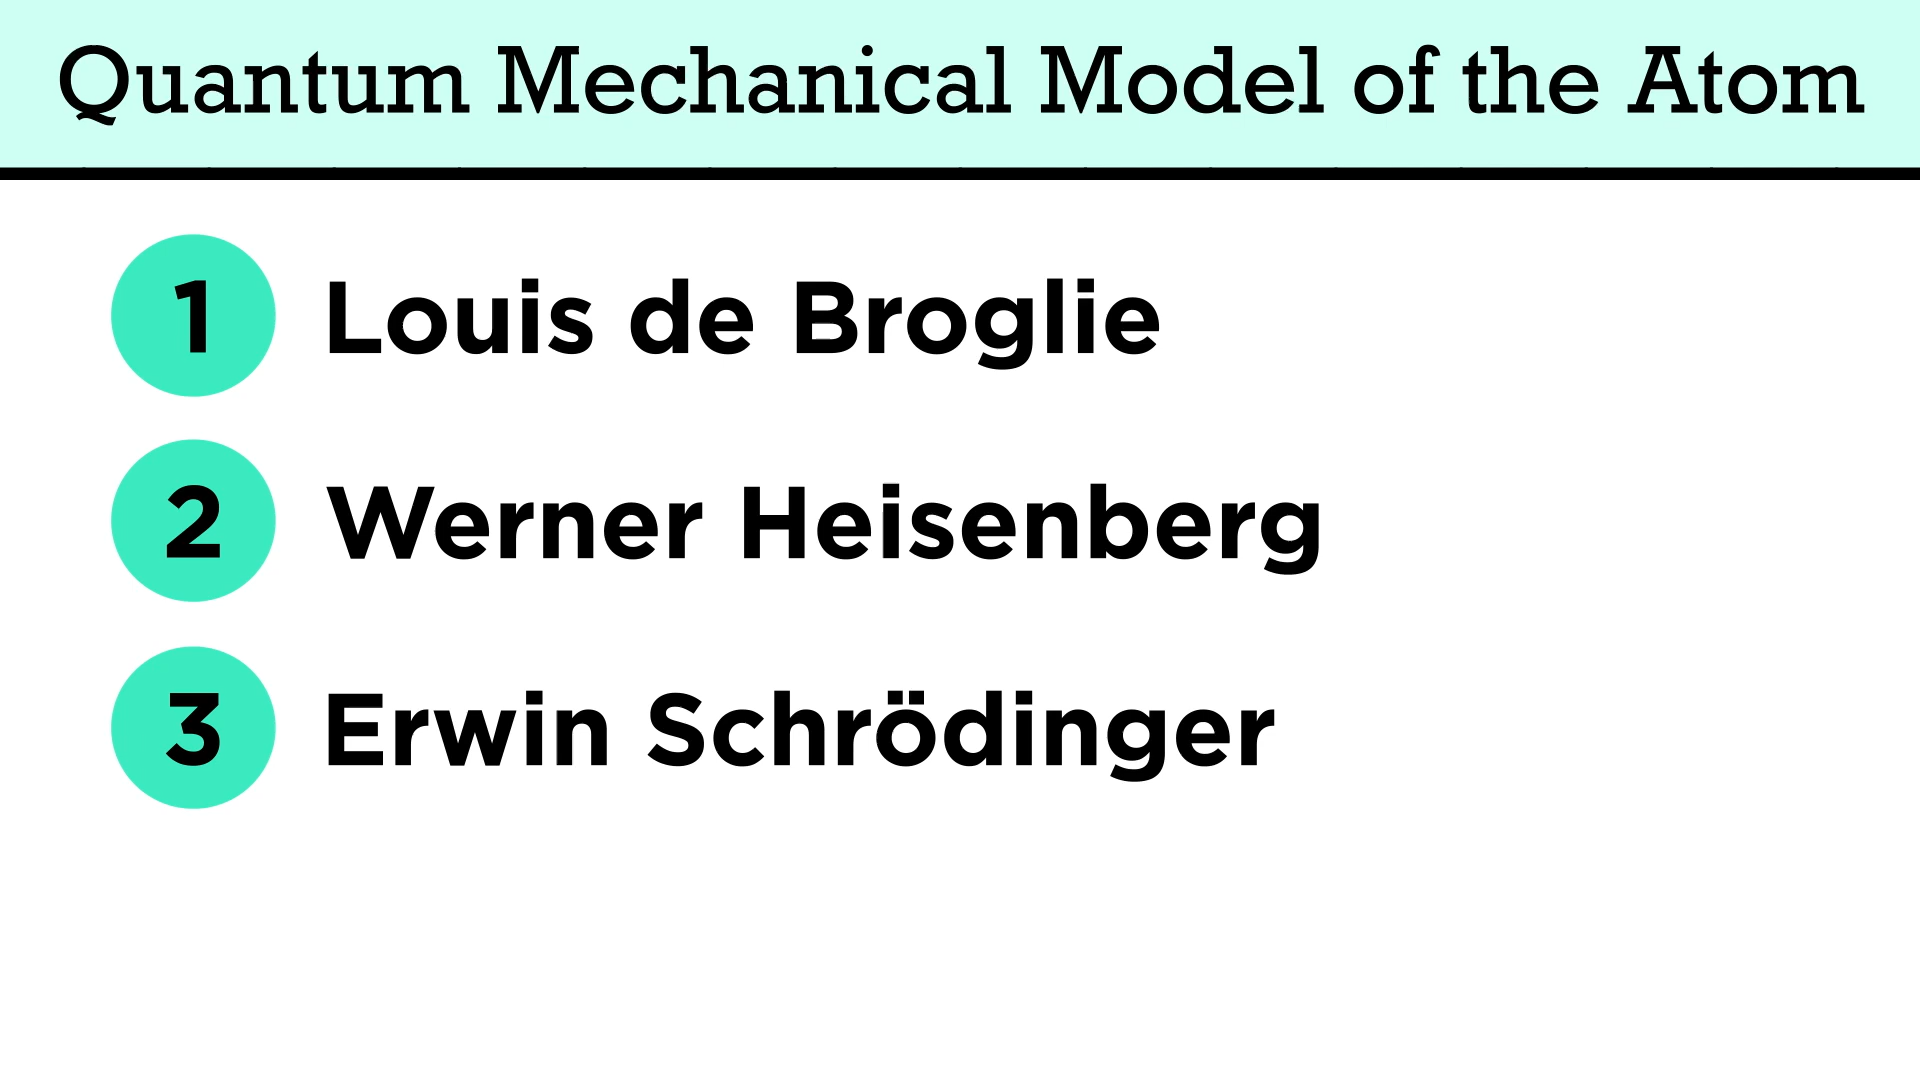 Quantum Mechanical Model of the Atom
1 Louis de Broglie
2 Werner Heisenberg
3 Erwin Schrödinger